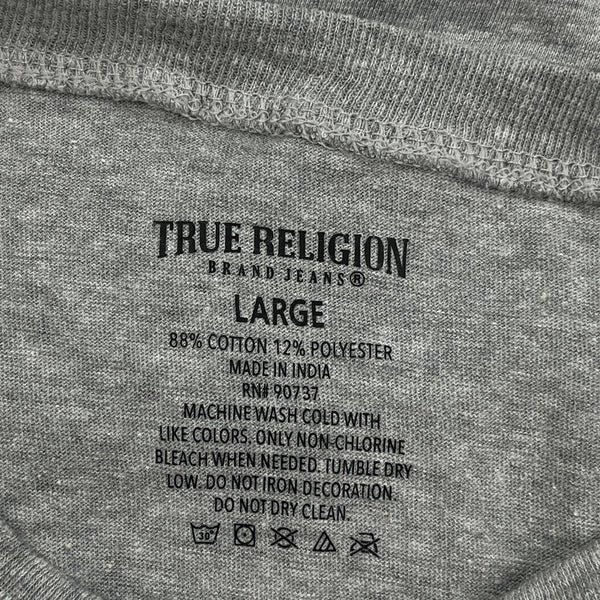 TRUE RELIGION
BRAND JEANS®
LARGE
88% COTTON 12% POLYESTER
MADE IN INDIA
RN# 90737
MACHINE WASH COLD WITH
LIKE COLORS. ONLY NON-CHLORINE
BLEACH WHEN NEEDED. TUMBLE DRY
LOW. DO NOT IRON DECORATION.
DO NOT DRY CLEAN.
30°